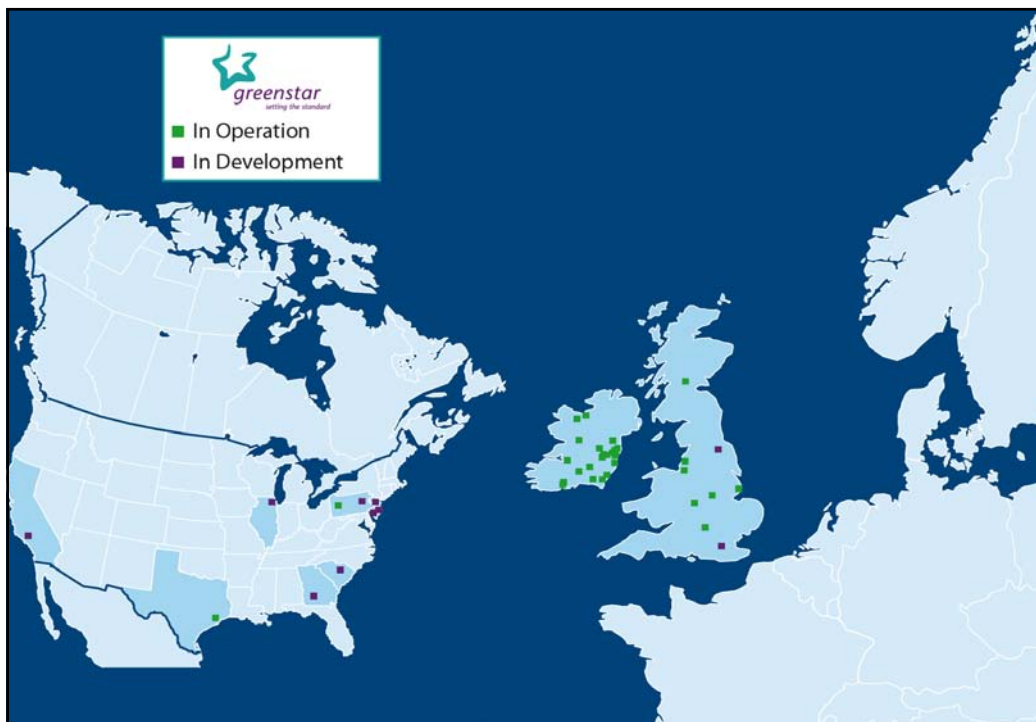 greenstar
setting the standard
In Operation
In Development